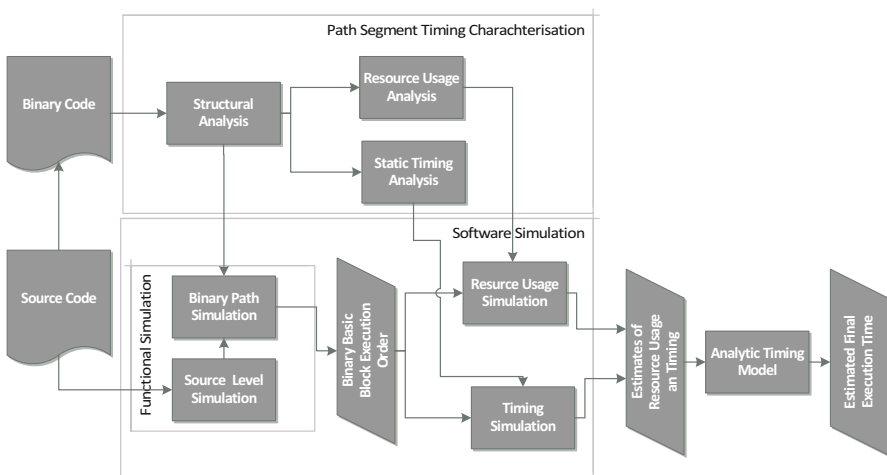 Path Segment Timing Charachterisation
Binary Code
Structural
Analysis
Resource Usage
Analysis
Static Timing
Analysis
Software Simulation
Source Code
Functional Simulation
Binary Path
Simulation
Source Level
Simulation
Binary Basic
Block Execution
Order
Resurce Usage
Simulation
Timing
Simulation
Estimates of
Resource Usage
an Timing
Analytic Timing
Model
Estimated Final
Execution Time